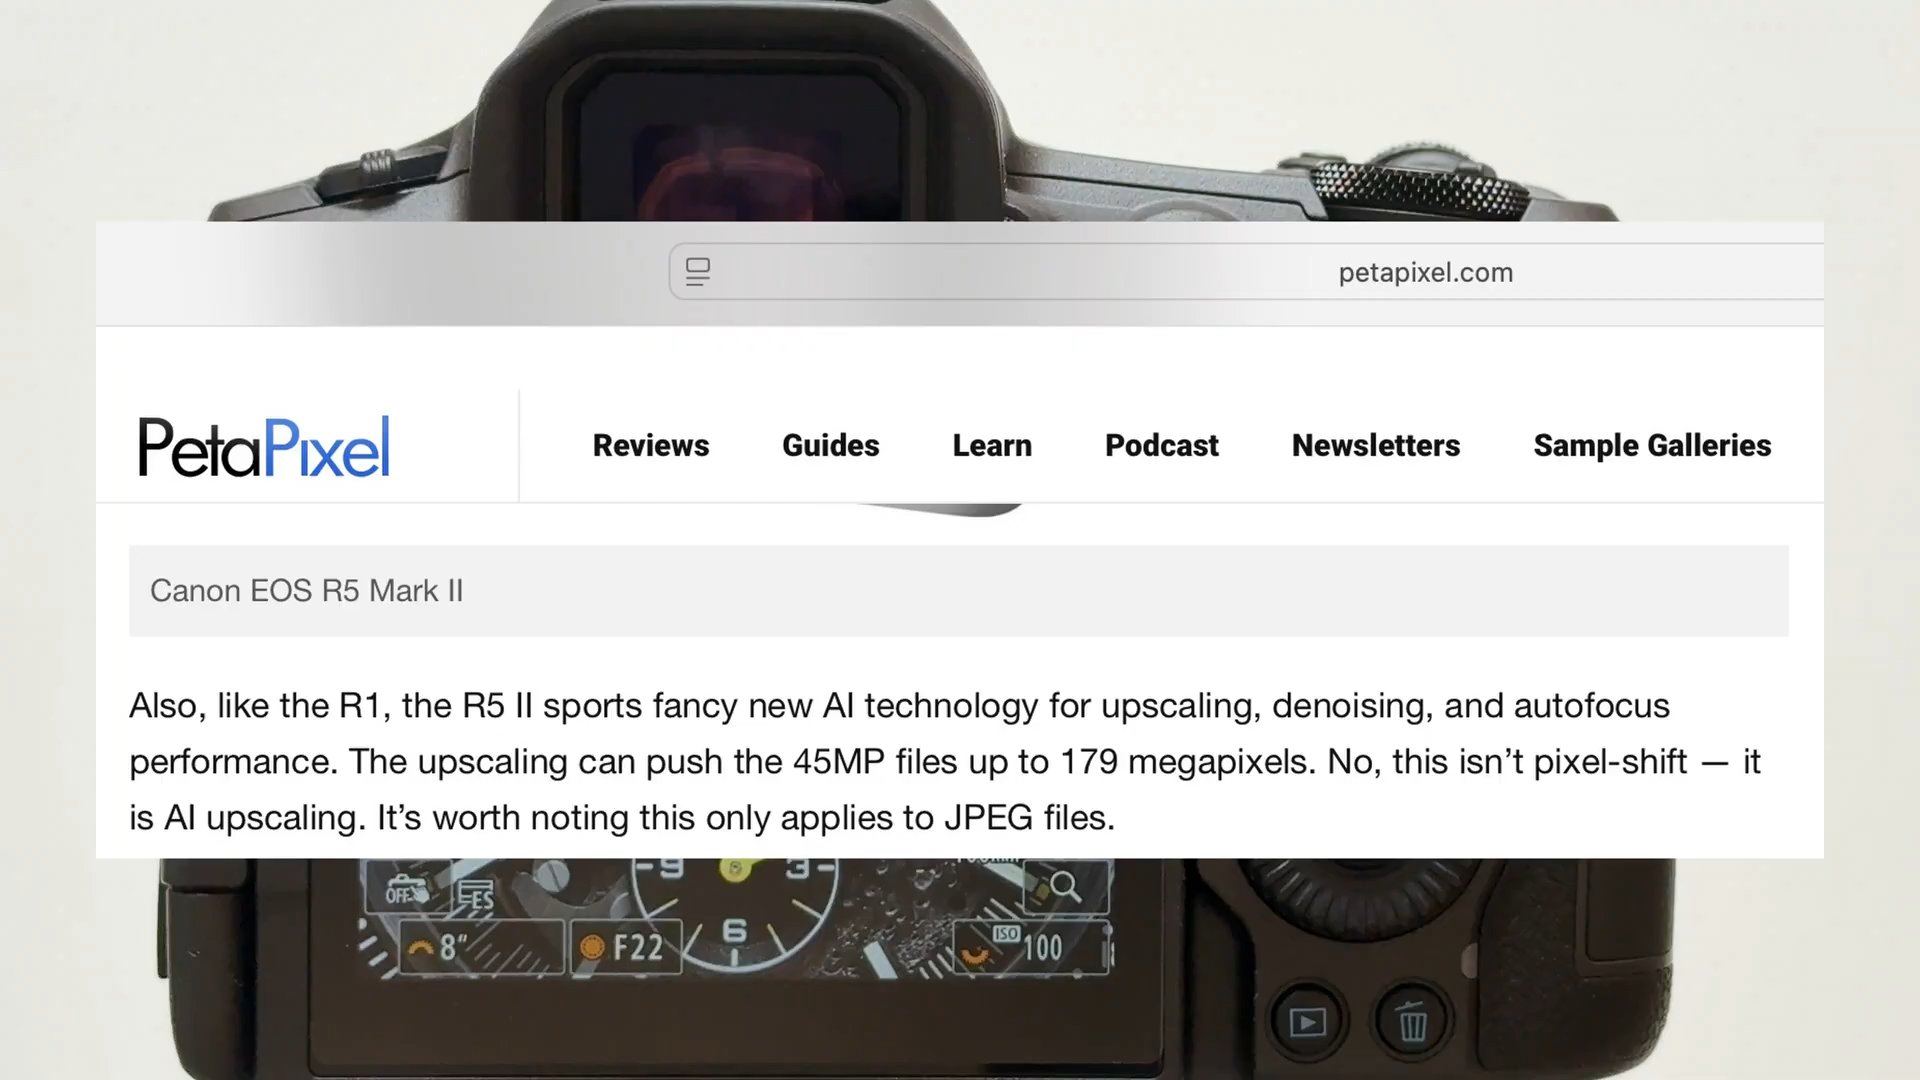 petapixel.com
PetaPixel
Reviews Guides Learn Podcast Newsletters Sample Galleries
Canon EOS R5 Mark II
Also, like the R1, the R5 II sports fancy new AI technology for upscaling, denoising, and autofocus
performance. The upscaling can push the 45MP files up to 179 megapixels. No, this isn’t pixel-shift — it
is AI upscaling. It’s worth noting this only applies to JPEG files.
9 3
OFF ES
6
8" F22 ISO 100